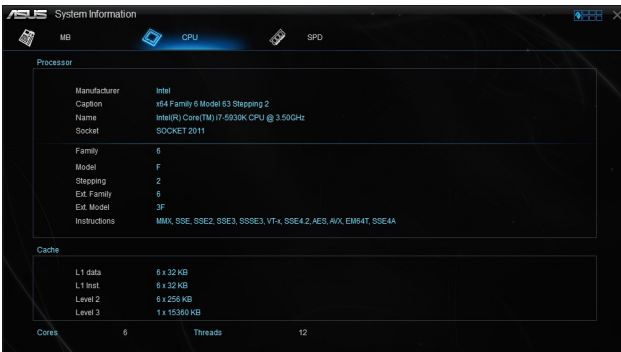 ASUS System Information
MB CPU SPD
Processor
Manufacturer Intel
Caption x64 Family 6 Model 63 Stepping 2
Name Intel(R) Core(TM) i7-5930K CPU @ 3.50GHz
Socket SOCKET 2011
Family 6
Model F
Stepping 2
Ext. Family 6
Ext. Model 3F
Instructions MMX, SSE, SSE2, SSE3, SSSE3, VT-x, SSE4.2, AES, AVX, EM64T, SSE4A
Cache
L1 data 6 x 32 KB
L1 Inst. 6 x 32 KB
Level 2 6 x 256 KB
Level 3 1 x 15360 KB
Cores 6 Threads 12